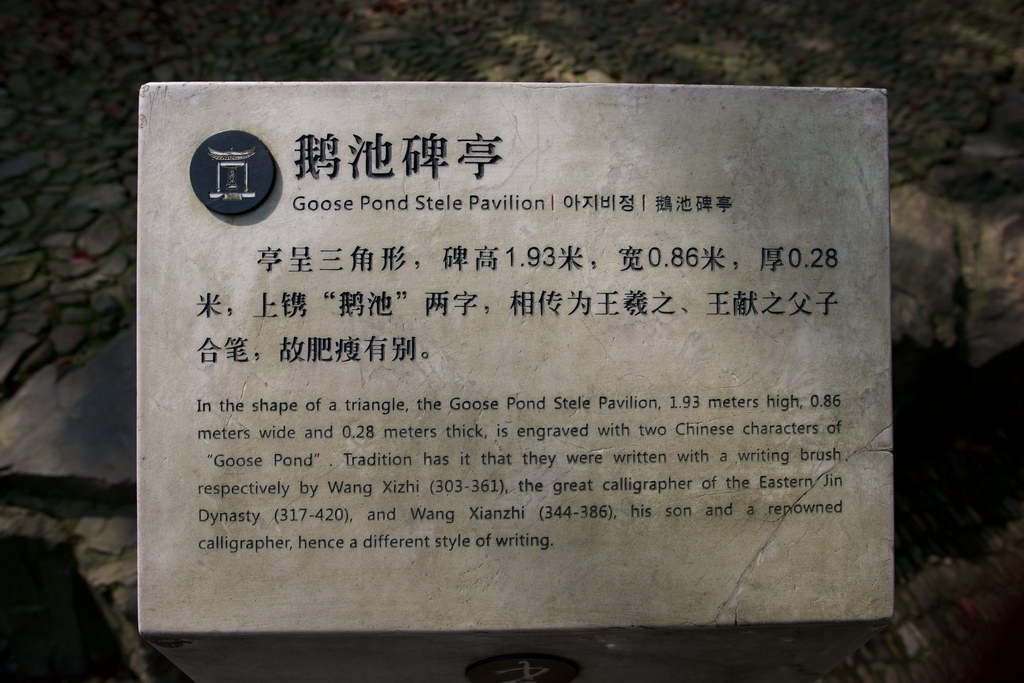 鹅池碑亭
Goose Pond Stele Pavilion | 아지비정 | 鵝池碑亭
亭呈三角形，碑高1.93米，宽0.86米，厚0.28
米，上镌“鹅池”两字，相传为王羲之、王献之父子
合笔，故肥瘦有别。
In the shape of a triangle, the Goose Pond Stele Pavilion, 1.93 meters high, 0.86
meters wide and 0.28 meters thick, is engraved with two Chinese characters of
“Goose Pond”. Tradition has it that they were written with a writing brush,
respectively by Wang Xizhi (303-361), the great calligrapher of the Eastern Jin
Dynasty (317-420), and Wang Xianzhi (344-386), his son and a renowned
calligrapher, hence a different style of writing.